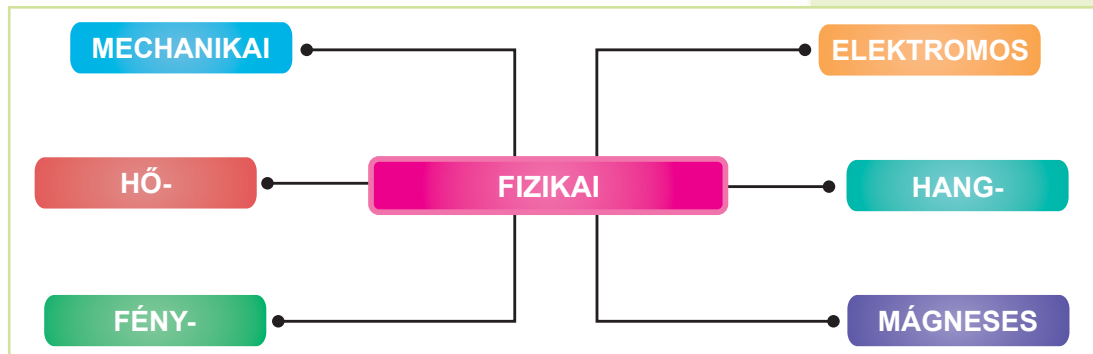 MECHANIKAI
ELEKTROMOS
HŐ-
FIZIKAI
HANG-
FÉNY-
MÁGNESES